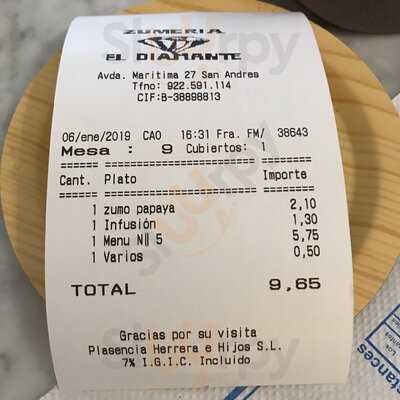 ZUMERIA
EL DIAMANTE
Avda. Maritima 27 San Andres
Tfno: 922.591.114
CIF:B-38898813
06/ene/2019 CAO 16:31 Fra. FM/ 38643
Mesa : 9 Cubiertos: 1
Cant. Plato Importe
1 zumo papaya 2,10
1 Infusión 1,30
1 Menu Nº 5 5,75
1 Varios 0,50
TOTAL 9,65
Gracias por su visita
Plasencia Herrera e Hijos S.L.
7% I.G.I.C. Incluido